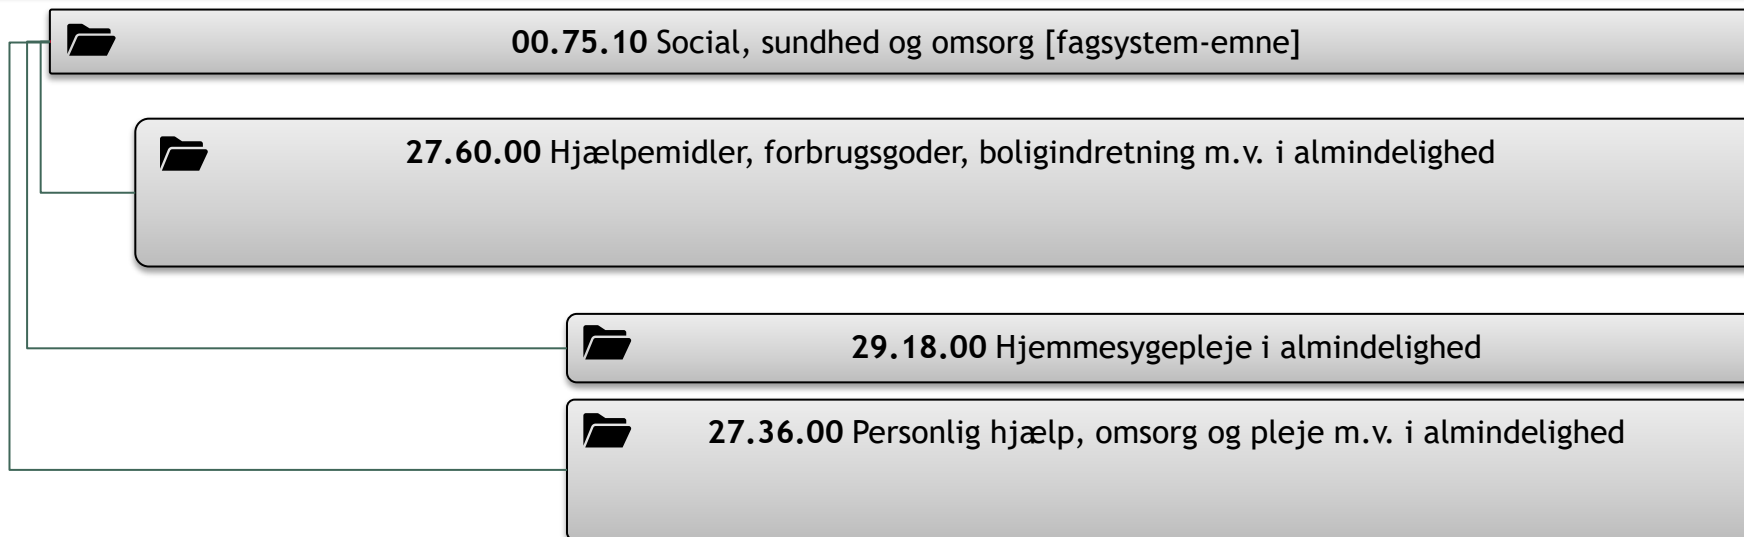 00.75.10 Social, sundhed og omsorg [fagsystem-emne]
27.60.00 Hjælpemidler, forbrugsgoder, boligindretning m.v. i almindelighed
29.18.00 Hjemmesygepleje i almindelighed
27.36.00 Personlig hjælp, omsorg og pleje m.v. i almindelighed